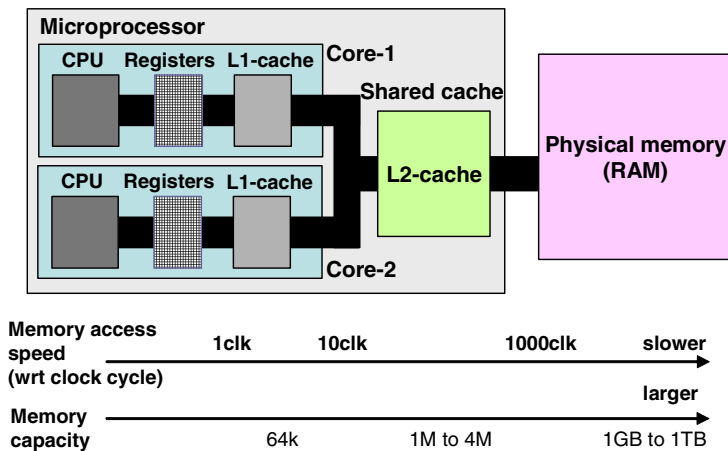 Microprocessor
CPU Registers L1-cache Core-1
Shared cache
L2-cache
Physical memory
(RAM)
CPU Registers L1-cache
Core-2
Memory access
speed
(wrt clock cycle)
1clk 10clk 1000clk slower
larger
Memory
capacity
64k 1M to 4M 1GB to 1TB